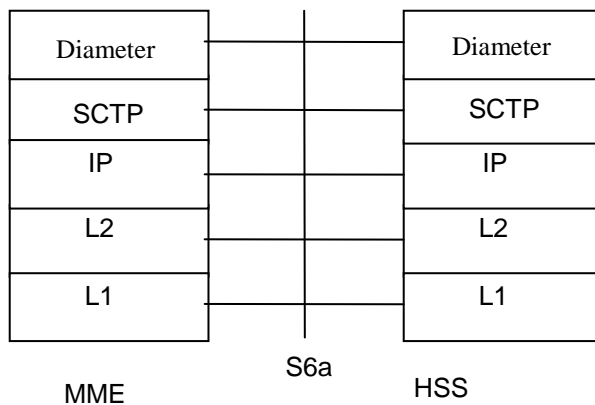 Diameter Diameter
SCTP SCTP
IP IP
L2 L2
L1 L1
S6a
MME HSS